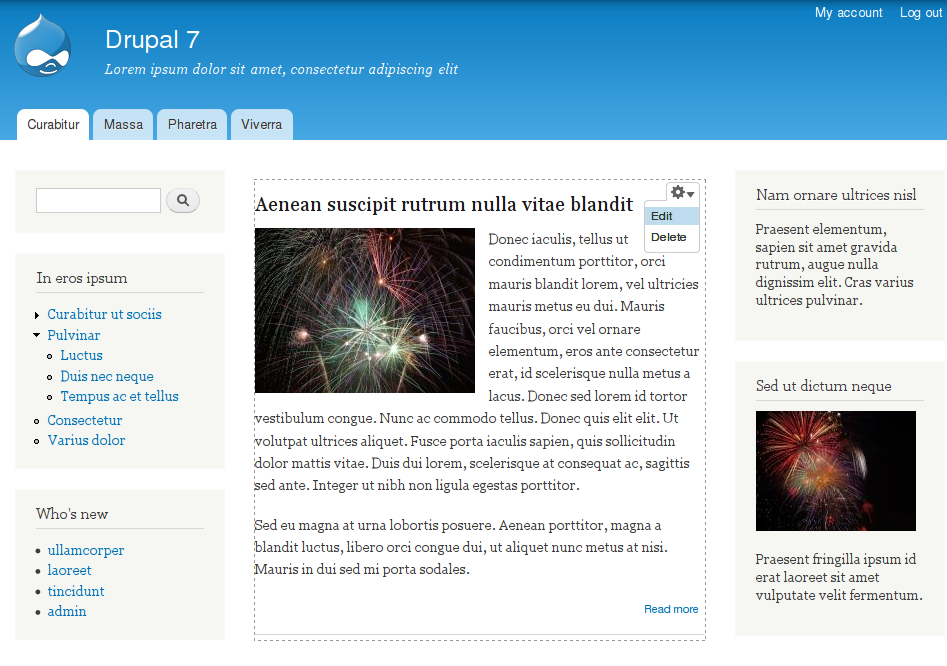 My account Log out
Drupal 7
Lorem ipsum dolor sit amet, consectetur adipiscing elit
Curabitur Massa Pharetra Viverra
In eros ipsum
Curabitur ut sociis
Pulvinar
Luctus
Duis nec neque
Tempus ac et tellus
Consectetur
Varius dolor
Who's new
ullamcorper
laoreet
tincidunt
admin
Aenean suscipit rutrum nulla vitae blandit
Edit
Delete
Donec iaculis, tellus ut
condimentum porttitor, orci
mauris blandit lorem, vel ultricies
mauris metus eu dui. Mauris
faucibus, orci vel ornare
elementum, eros ante consectetur
erat, id scelerisque nulla metus a
lacus. Donec sed lorem id tortor
vestibulum congue. Nunc ac commodo tellus. Donec quis elit elit. Ut
volutpat ultrices aliquet. Fusce porta iaculis sapien, quis sollicitudin
dolor mattis vitae. Duis dui lorem, scelerisque at consequat ac, sagittis
sed ante. Integer ut nibh non ligula egestas porttitor.
Sed eu magna at urna lobortis posuere. Aenean porttitor, magna a
blandit luctus, libero orci congue dui, ut aliquet nunc metus at nisi.
Mauris in dui sed mi porta sodales.
Read more
Nam ornare ultrices nisl
Praesent elementum,
sapien sit amet gravida
rutrum, augue nulla
dignissim elit. Cras varius
ultrices pulvinar.
Sed ut dictum neque
Praesent fringilla ipsum id
erat laoreet sit amet
vulputate velit fermentum.